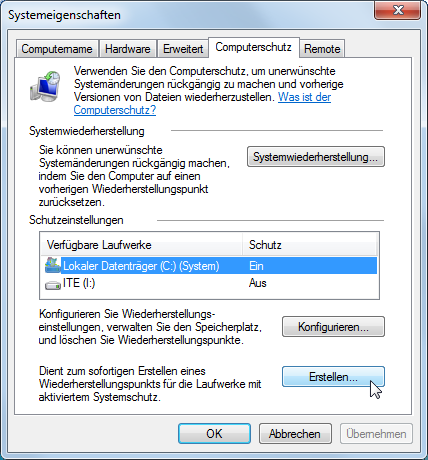 Systemeigenschaften
Computername Hardware Erweitert Computerschutz Remote
Verwenden Sie den Computerschutz, um unerwünschte
Systemänderungen rückgängig zu machen und vorherige
Versionen von Dateien wiederherzustellen. Was ist der
Computerschutz?
Systemwiederherstellung
Sie können unerwünschte
Systemänderungen rückgängig machen,
indem Sie den Computer auf einen
vorherigen Wiederherstellungspunkt
zurücksetzen.
Systemwiederherstellung...
Schutzeinstellungen
Verfügbare Laufwerke Schutz
Lokaler Datenträger (C:) (System) Ein
ITE (I:) Aus
Konfigurieren Sie Wiederherstellungs-
einstellungen, verwalten Sie den Speicherplatz,
und löschen Sie Wiederherstellungspunkte.
Konfigurieren...
Dient zum sofortigen Erstellen eines
Wiederherstellungspunkts für die Laufwerke mit
aktiviertem Systemschutz.
Erstellen...
OK Abbrechen Übernehmen